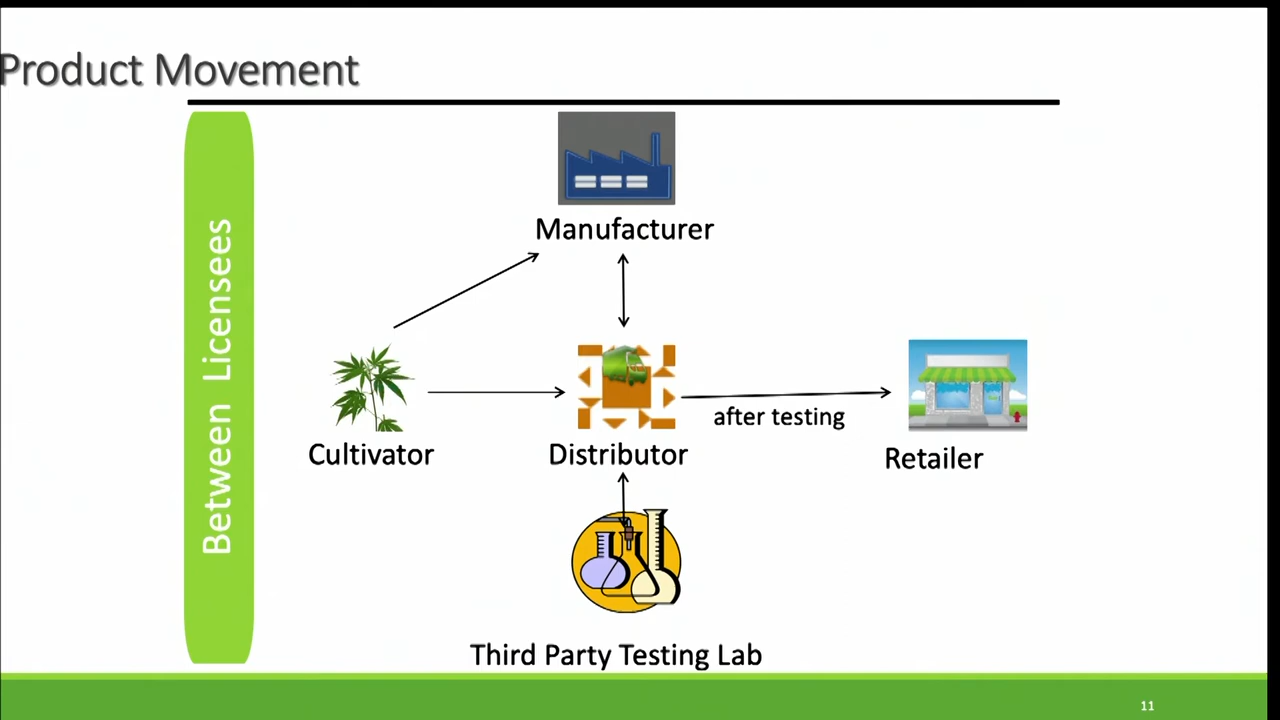 Product Movement
Between Licensees
Manufacturer
Cultivator
Distributor
after testing
Retailer
Third Party Testing Lab
11